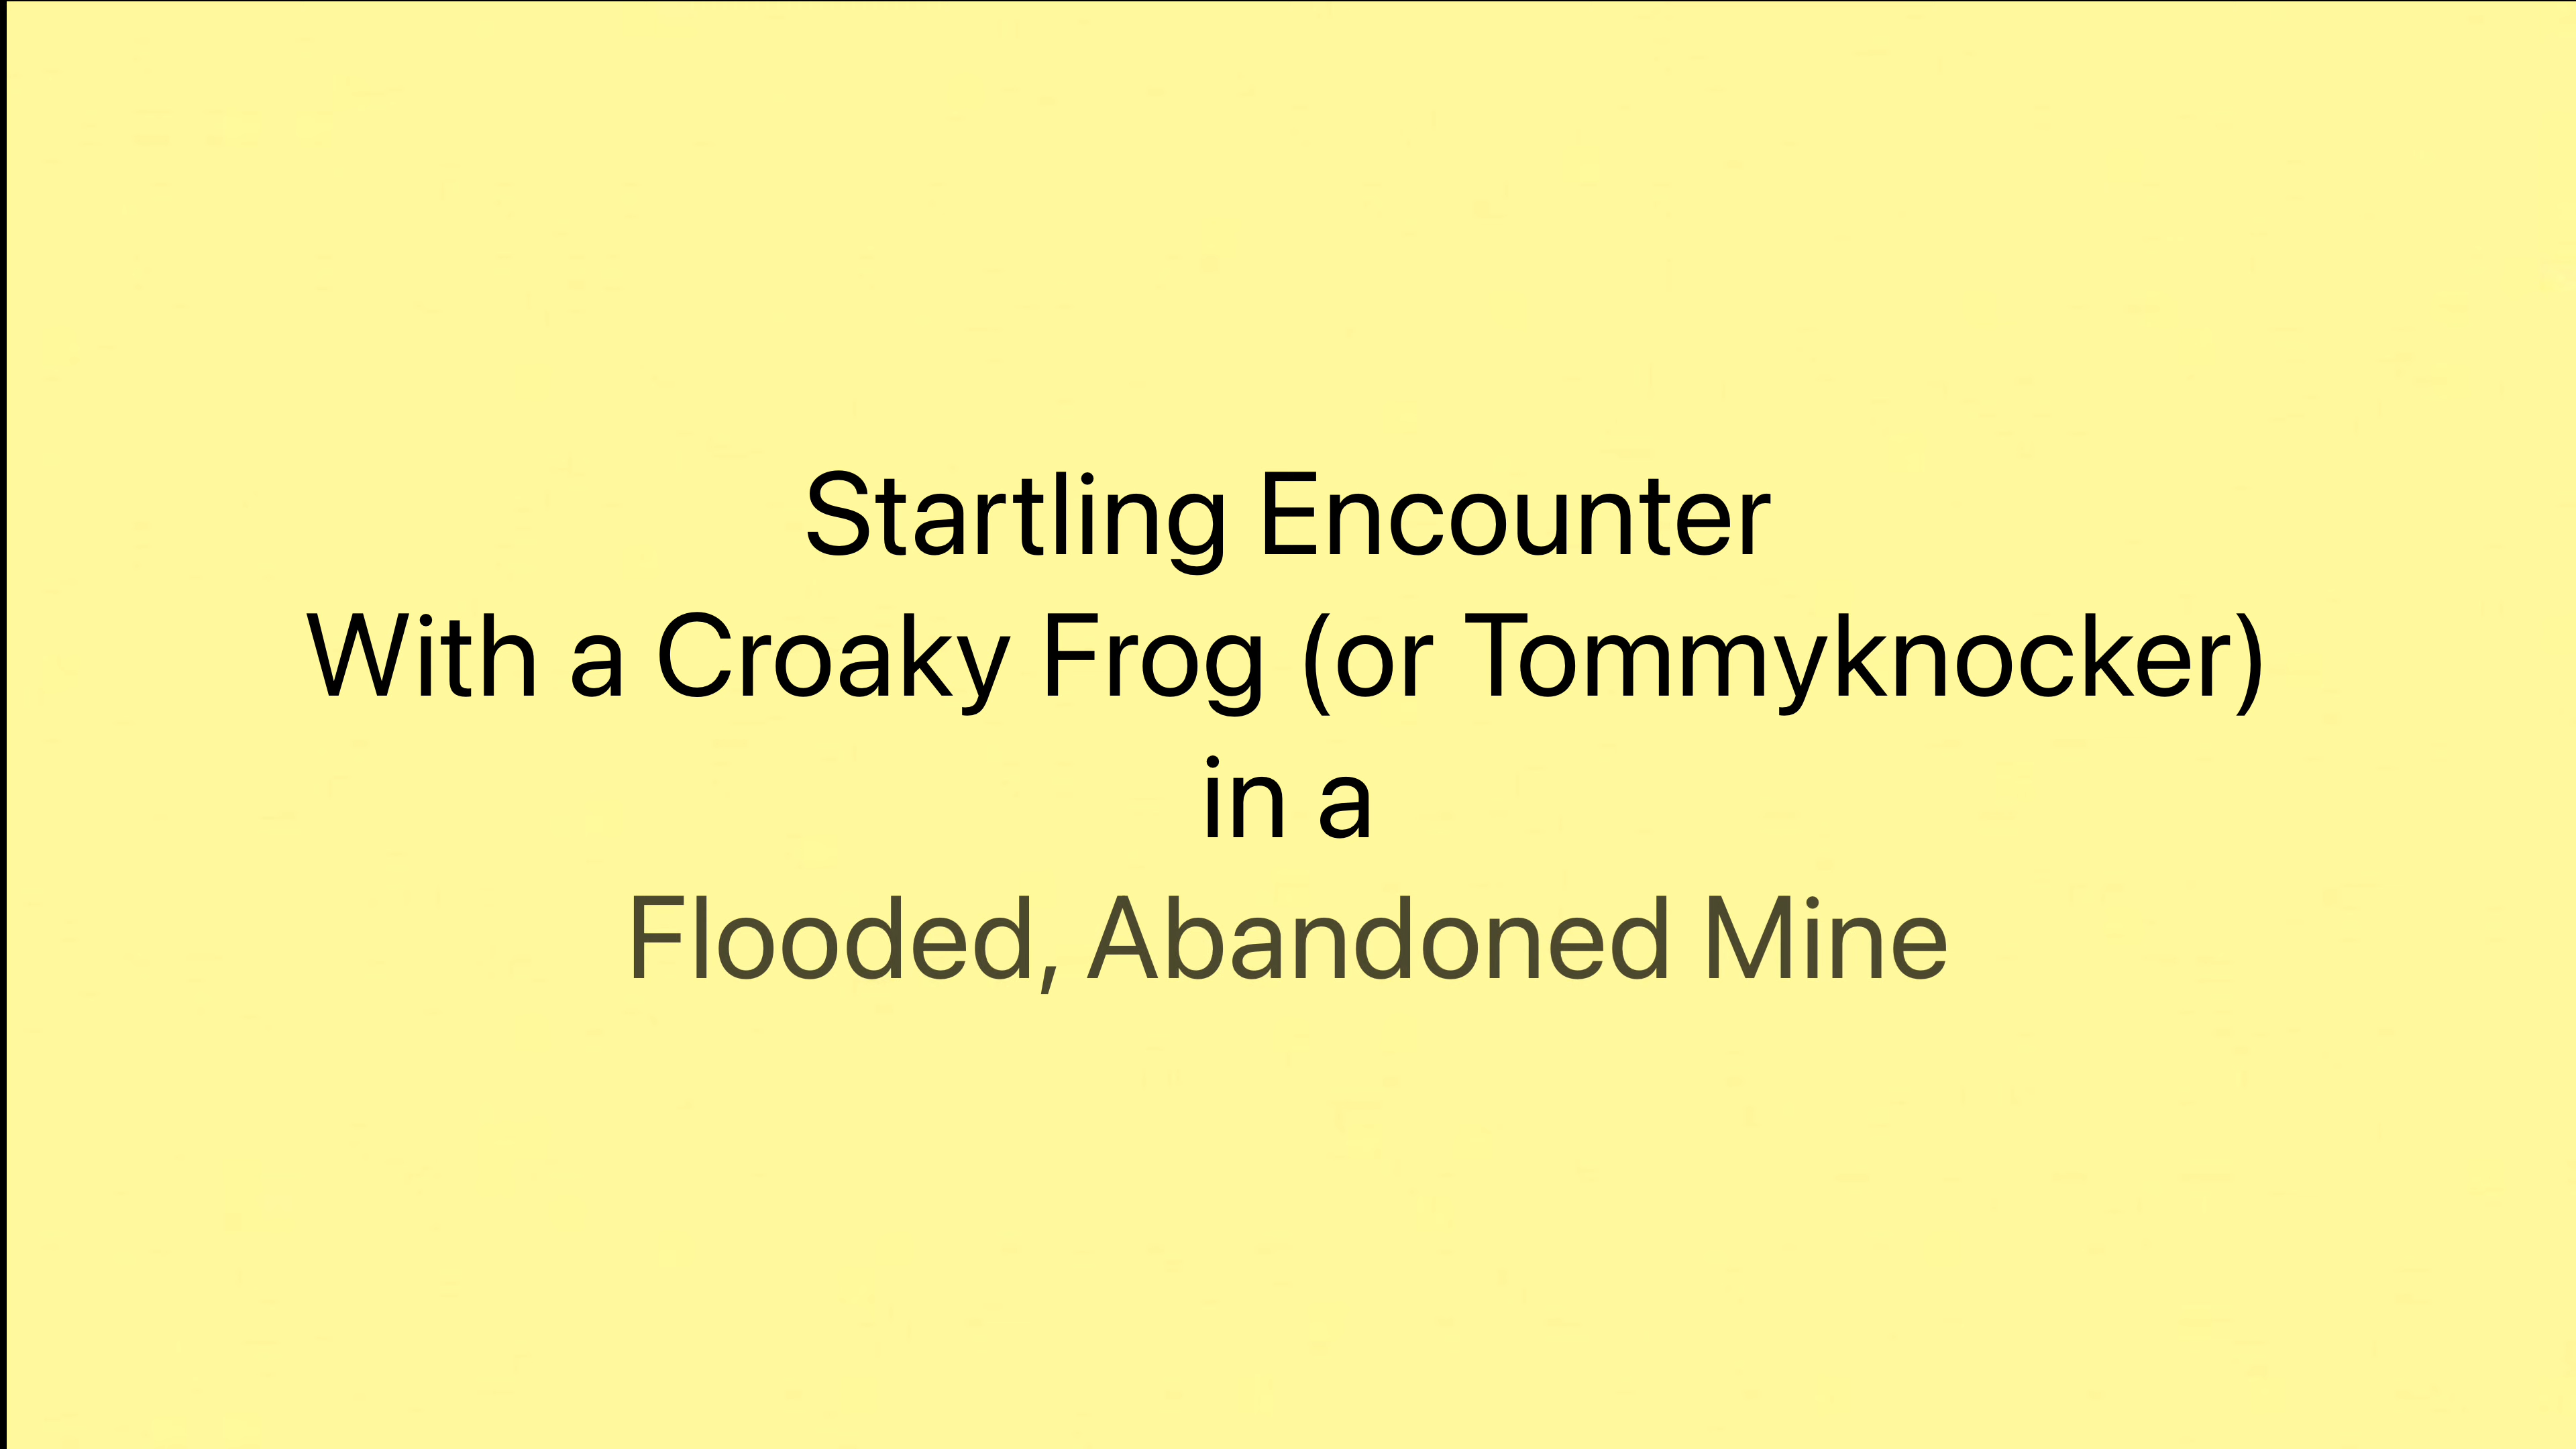 Startling Encounter
With a Croaky Frog (or Tommyknocker)
in a
Flooded, Abandoned Mine